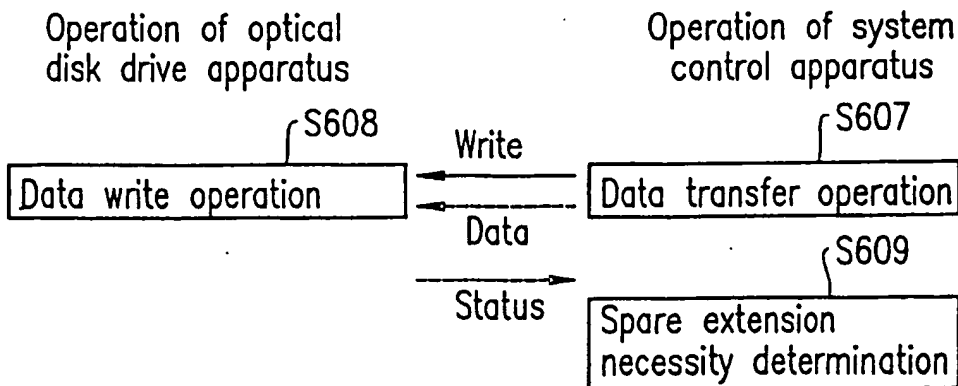 Operation of optical
disk drive apparatus
Operation of system
control apparatus
S608
S607
Write
Data write operation
Data transfer operation
Data
S609
Status
Spare extension
necessity determination